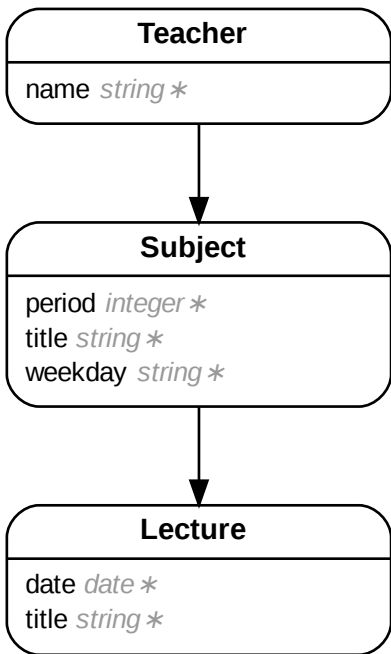 Teacher
name string ∗
Subject
period integer ∗
title string ∗
weekday string ∗
Lecture
date date ∗
title string ∗